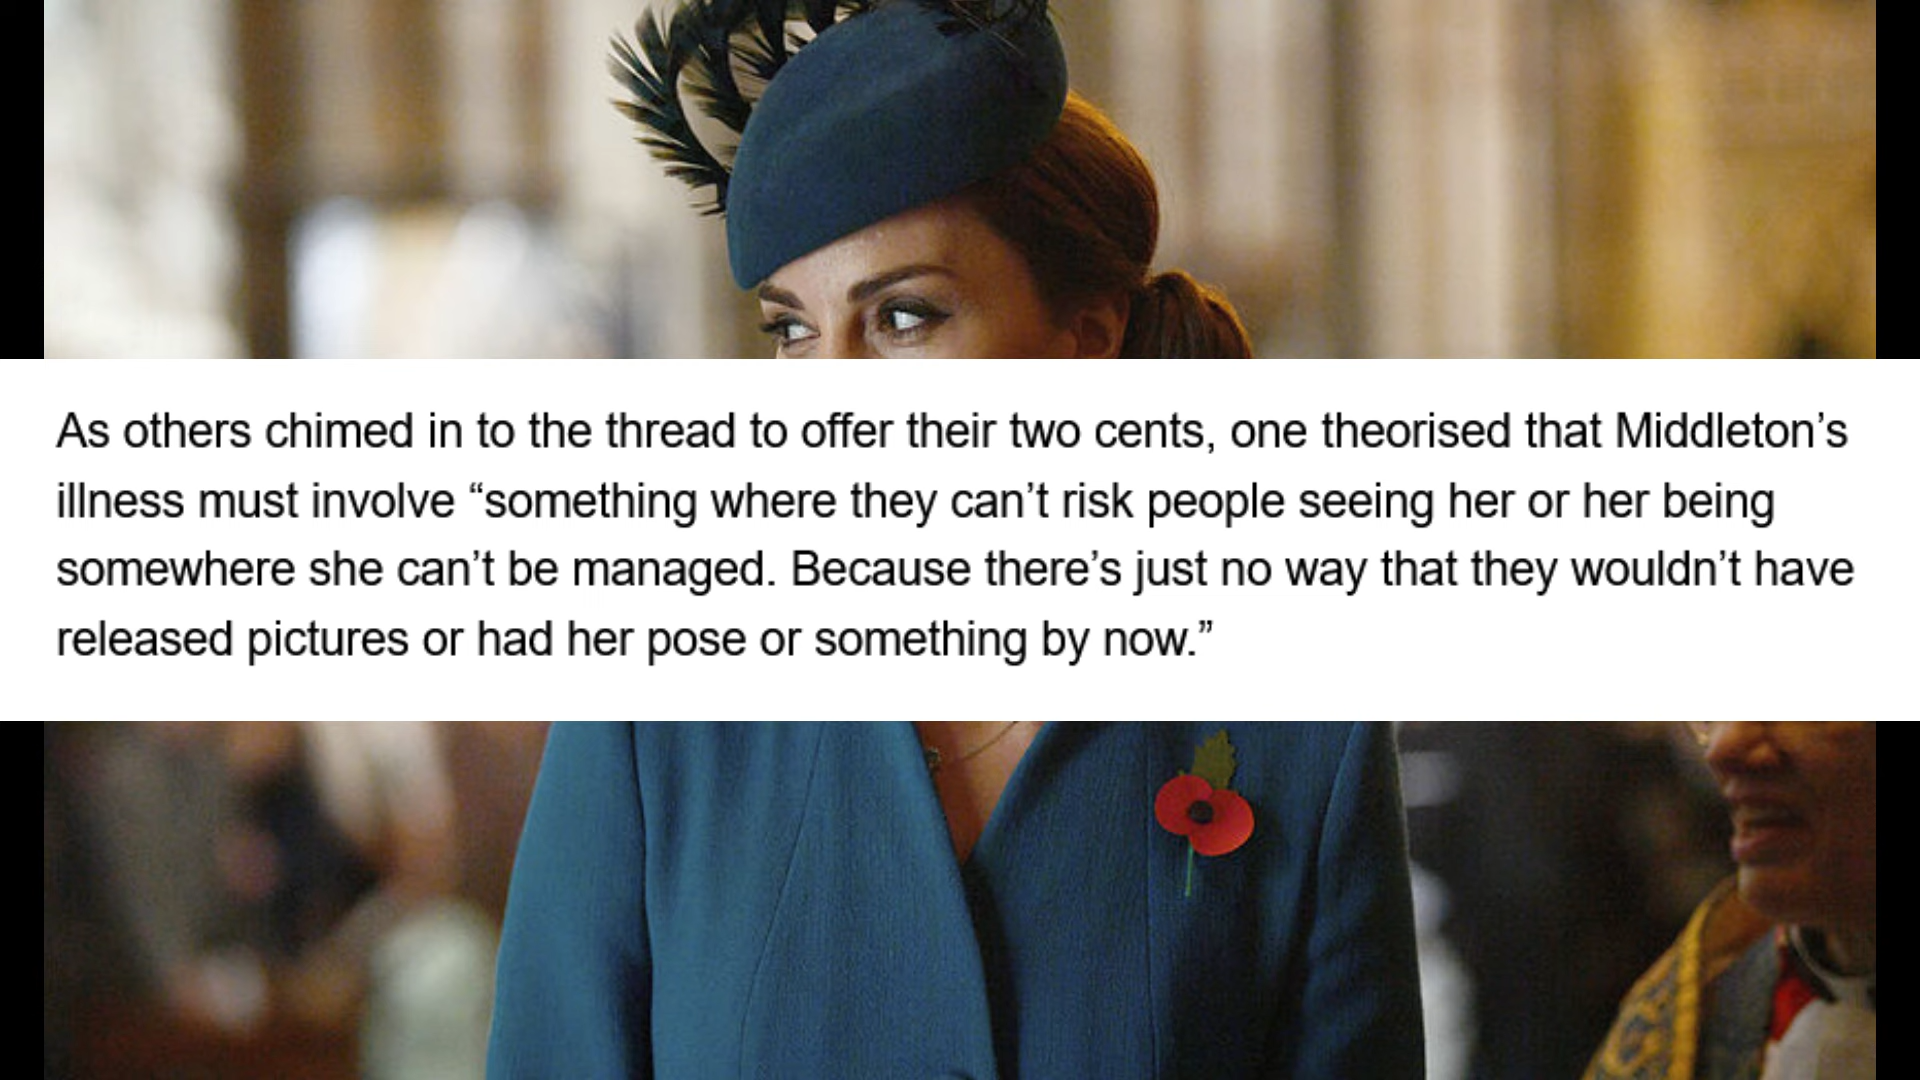 As others chimed in to the thread to offer their two cents, one theorised that Middleton’s
illness must involve “something where they can’t risk people seeing her or her being
somewhere she can’t be managed. Because there’s just no way that they wouldn’t have
released pictures or had her pose or something by now.”